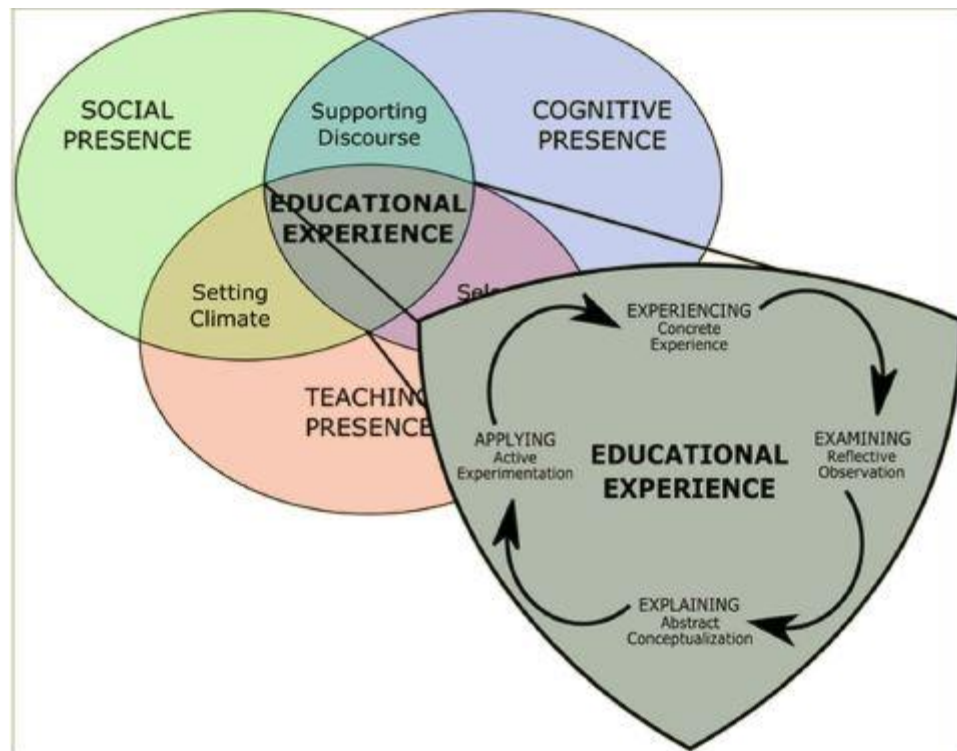 SOCIAL
PRESENCE
Supporting
Discourse
COGNITIVE
PRESENCE
EDUCATIONAL
EXPERIENCE
Setting
Climate
TEACHING
PRESENCE
EXPERIENCING
Concrete
Experience
EXAMINING
Reflective
Observation
EDUCATIONAL
EXPERIENCE
APPLYING
Active
Experimentation
EXPLAINING
Abstract
Conceptualization